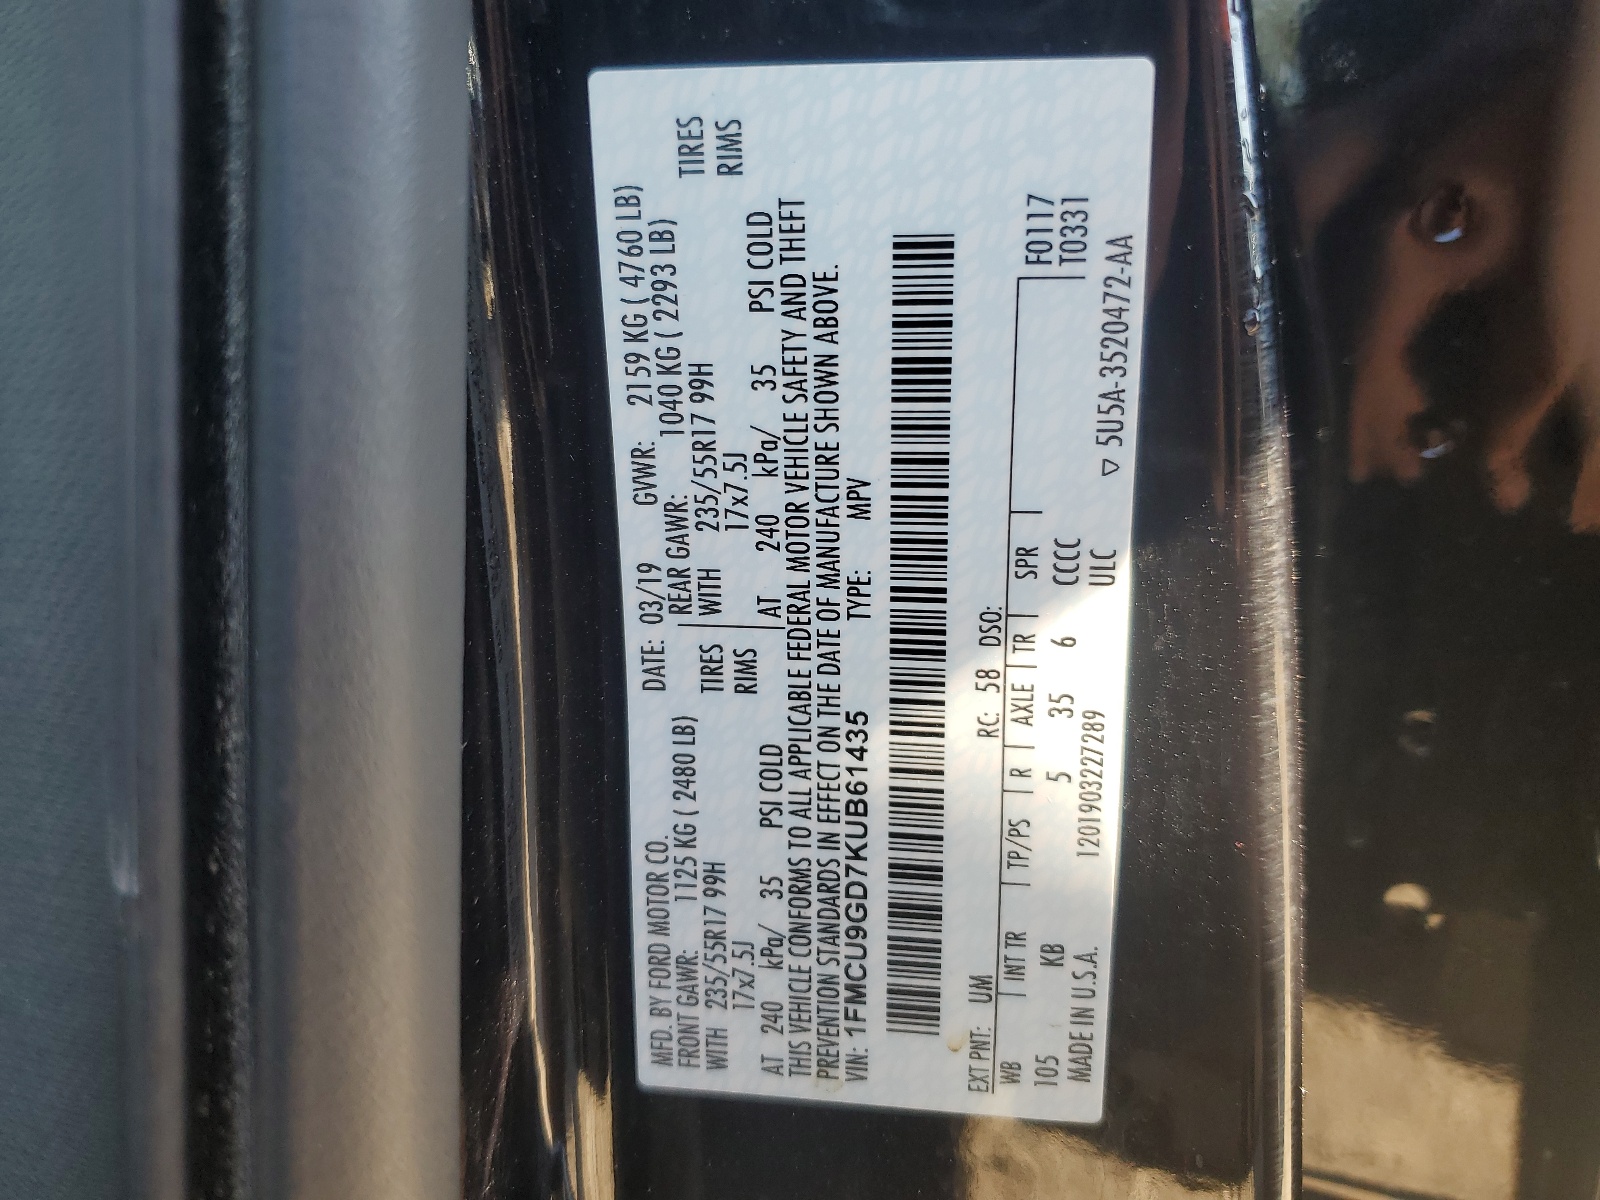 MFD. BY FORD MOTOR CO. DATE: 03/19 GVWR: 2159 KG ( 4760 LB)
FRONT GAWR: 1125 KG ( 2480 LB) REAR GAWR: 1040 KG ( 2293 LB)
WITH 235/55R17 99H TIRES WITH 235/55R17 99H TIRES
17x7.5J RIMS 17x7.5J RIMS
AT 240 kPa/ 35 PSI COLD AT 240 kPa/ 35 PSI COLD
THIS VEHICLE CONFORMS TO ALL APPLICABLE FEDERAL MOTOR VEHICLE SAFETY AND THEFT
PREVENTION STANDARDS IN EFFECT ON THE DATE OF MANUFACTURE SHOWN ABOVE.
VIN: 1FMCU9GD7KUB61435 TYPE: MPV
EXT PNT: UM RC: 58 DSO:
WB INT TR TP/PS R AXLE TR SPR F0117
105 KB 5 35 6 CCCC T0331
MADE IN U.S.A. 1201903227289 ULC ▽ 5U5A-3520472-AA